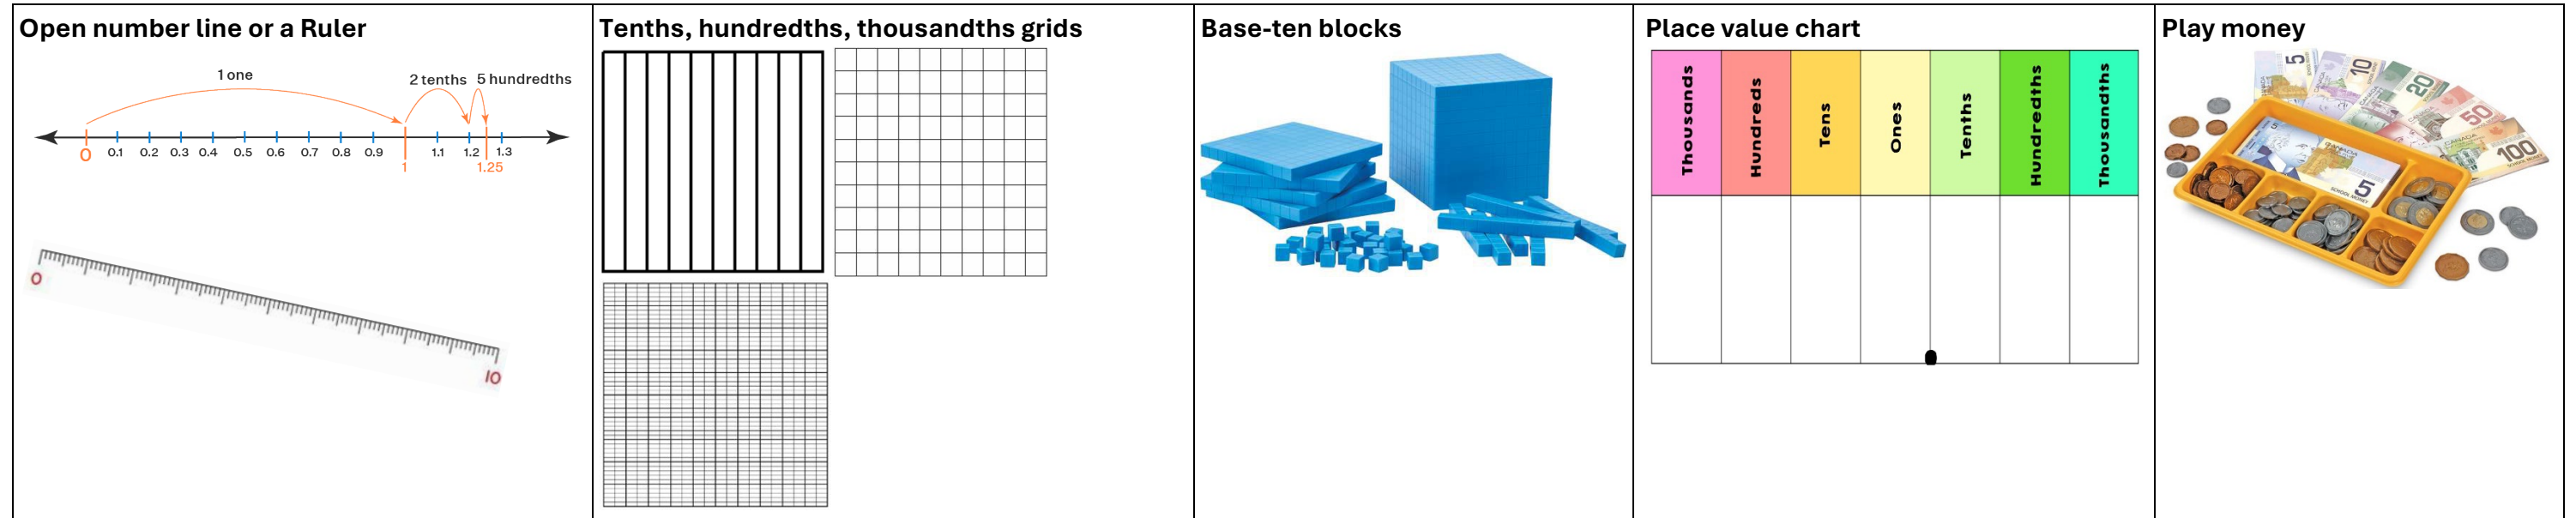 Open number line or a Ruler
1 one
2 tenths
5 hundredths
0
0.1
0.2
0.3
0.4
0.5
0.6
0.7
0.8
0.9
1
1.1
1.2
1.25
1.3
0
10
Tenths, hundredths, thousandths grids
Base-ten blocks
Place value chart
Thousands
Hundreds
Tens
Ones
Tenths
Hundredths
Thousandths
Play money
5
10
20
50
100
CANADA
5
SCHOOL MONEY